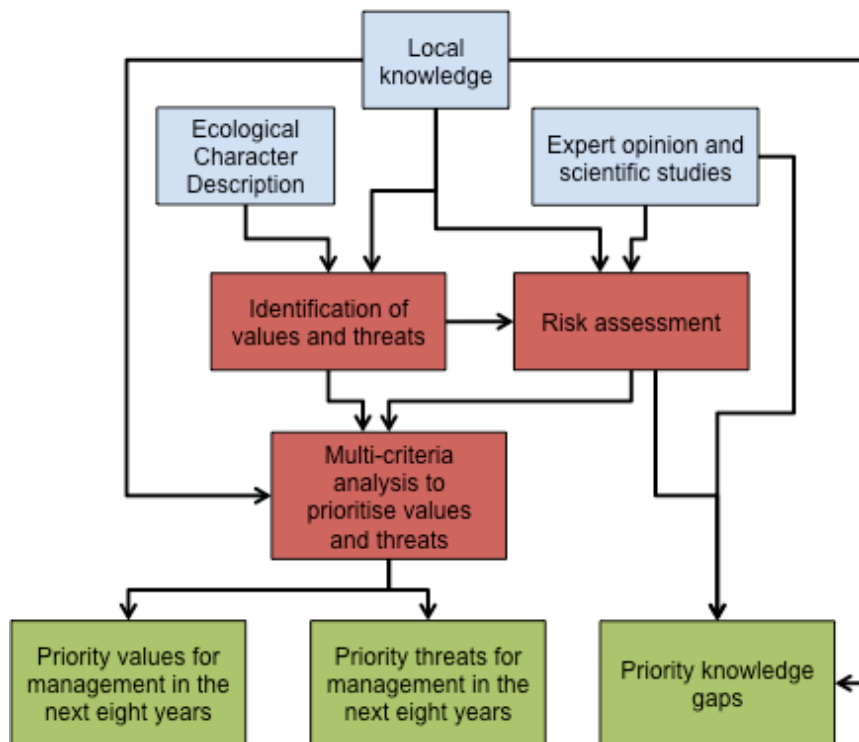 Local
knowledge
Ecological
Character
Description
Expert opinion and
scientific studies
Identification of
values and threats
Risk assessment
Multi-criteria
analysis to
prioritise values
and threats
Priority values for
management in the
next eight years
Priority threats for
management in the
next eight years
Priority knowledge
gaps